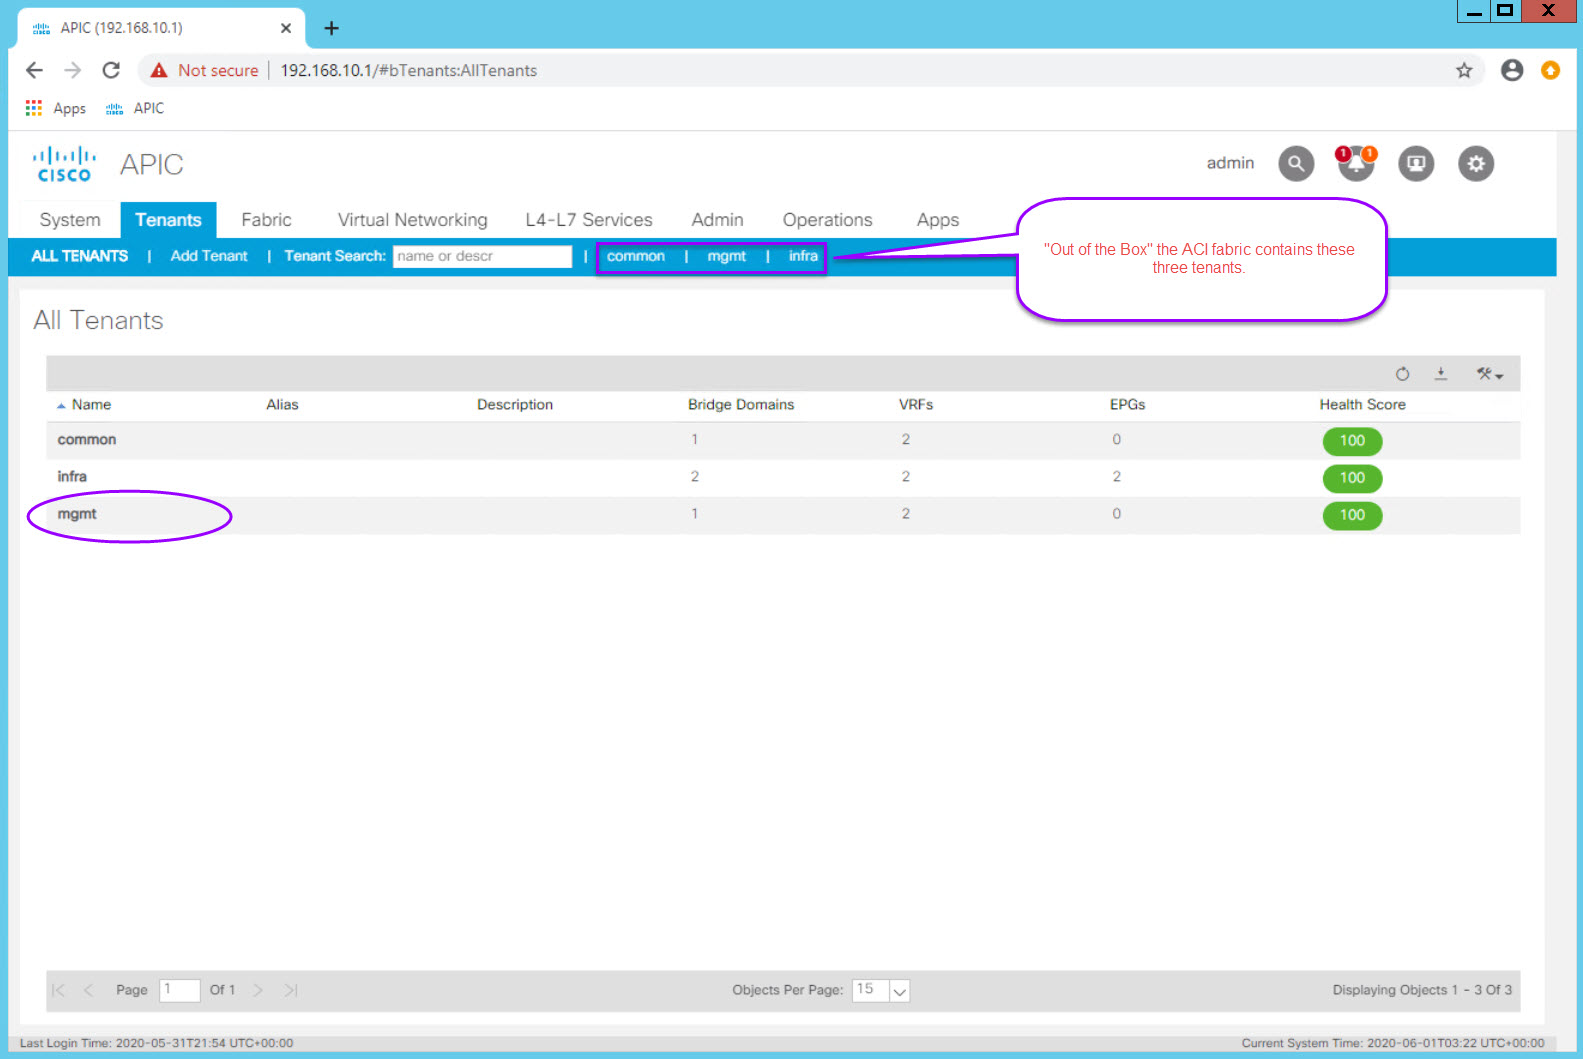 APIC (192.168.10.1)
Not secure | 192.168.10.1/#bTenants:AllTenants
Apps APIC
CISCO APIC
admin 1 1
System Tenants Fabric Virtual Networking L4-L7 Services Admin Operations Apps
ALL TENANTS | Add Tenant | Tenant Search: name or descr | common | mgmt | infra
"Out of the Box" the ACI fabric contains these
three tenants.
All Tenants
Name Alias Description Bridge Domains VRFs EPGs Health Score
common 1 2 0 100
infra 2 2 2 100
mgmt 1 2 0 100
Page 1 Of 1 Objects Per Page: 15 Displaying Objects 1 - 3 Of 3
Last Login Time: 2020-05-31T21:54 UTC+00:00 Current System Time: 2020-06-01T03:22 UTC+00:00